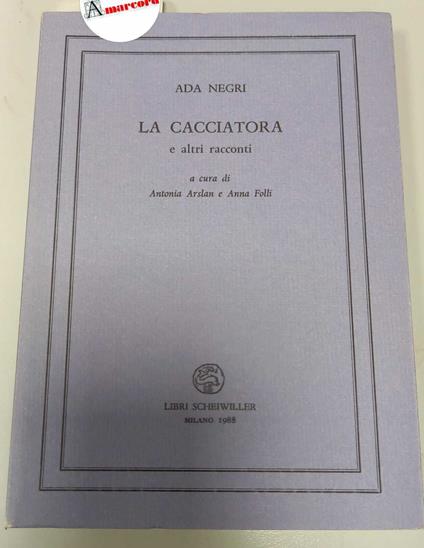 Amarcord
ADA NEGRI
LA CACCIATORA
e altri racconti
a cura di
Antonia Arslan e Anna Folli
LIBRI SCHEIWILLER
MILANO 1988